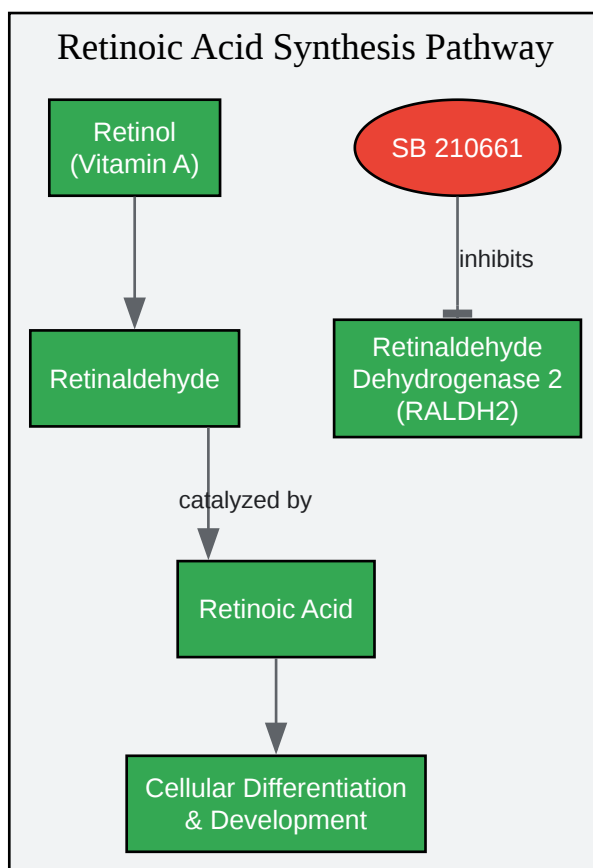 Retinoic Acid Synthesis Pathway
Retinol
(Vitamin A)
SB 210661
inhibits
Retinaldehyde
Retinaldehyde
Dehydrogenase 2
(RALDH2)
catalyzed by
Retinoic Acid
Cellular Differentiation
& Development